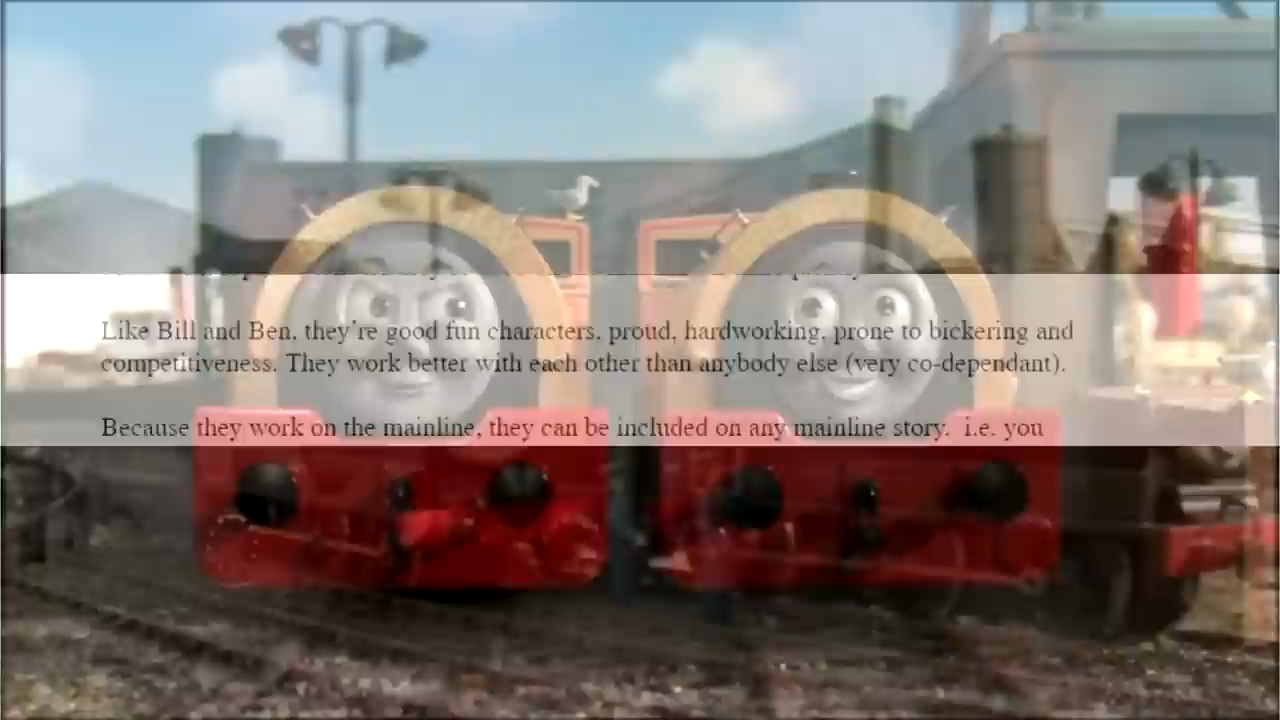 Like Bill and Ben, they're good fun characters, proud, hardworking, prone to bickering and
competitiveness. They work better with each other than anybody else (very co-dependant).
Because they work on the mainline, they can be included on any mainline story.  i.e. you